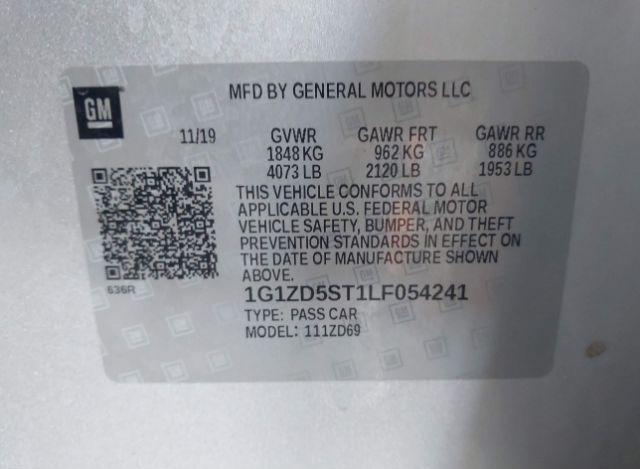 GM
MFD BY GENERAL MOTORS LLC
11/19 GVWR GAWR FRT GAWR RR
1848 KG 962 KG 886 KG
4073 LB 2120 LB 1953 LB
THIS VEHICLE CONFORMS TO ALL
APPLICABLE U.S. FEDERAL MOTOR
VEHICLE SAFETY, BUMPER, AND THEFT
PREVENTION STANDARDS IN EFFECT ON
THE DATE OF MANUFACTURE SHOWN
ABOVE.
636R
1G1ZD5ST1LF054241
TYPE: PASS CAR
MODEL: 111ZD69